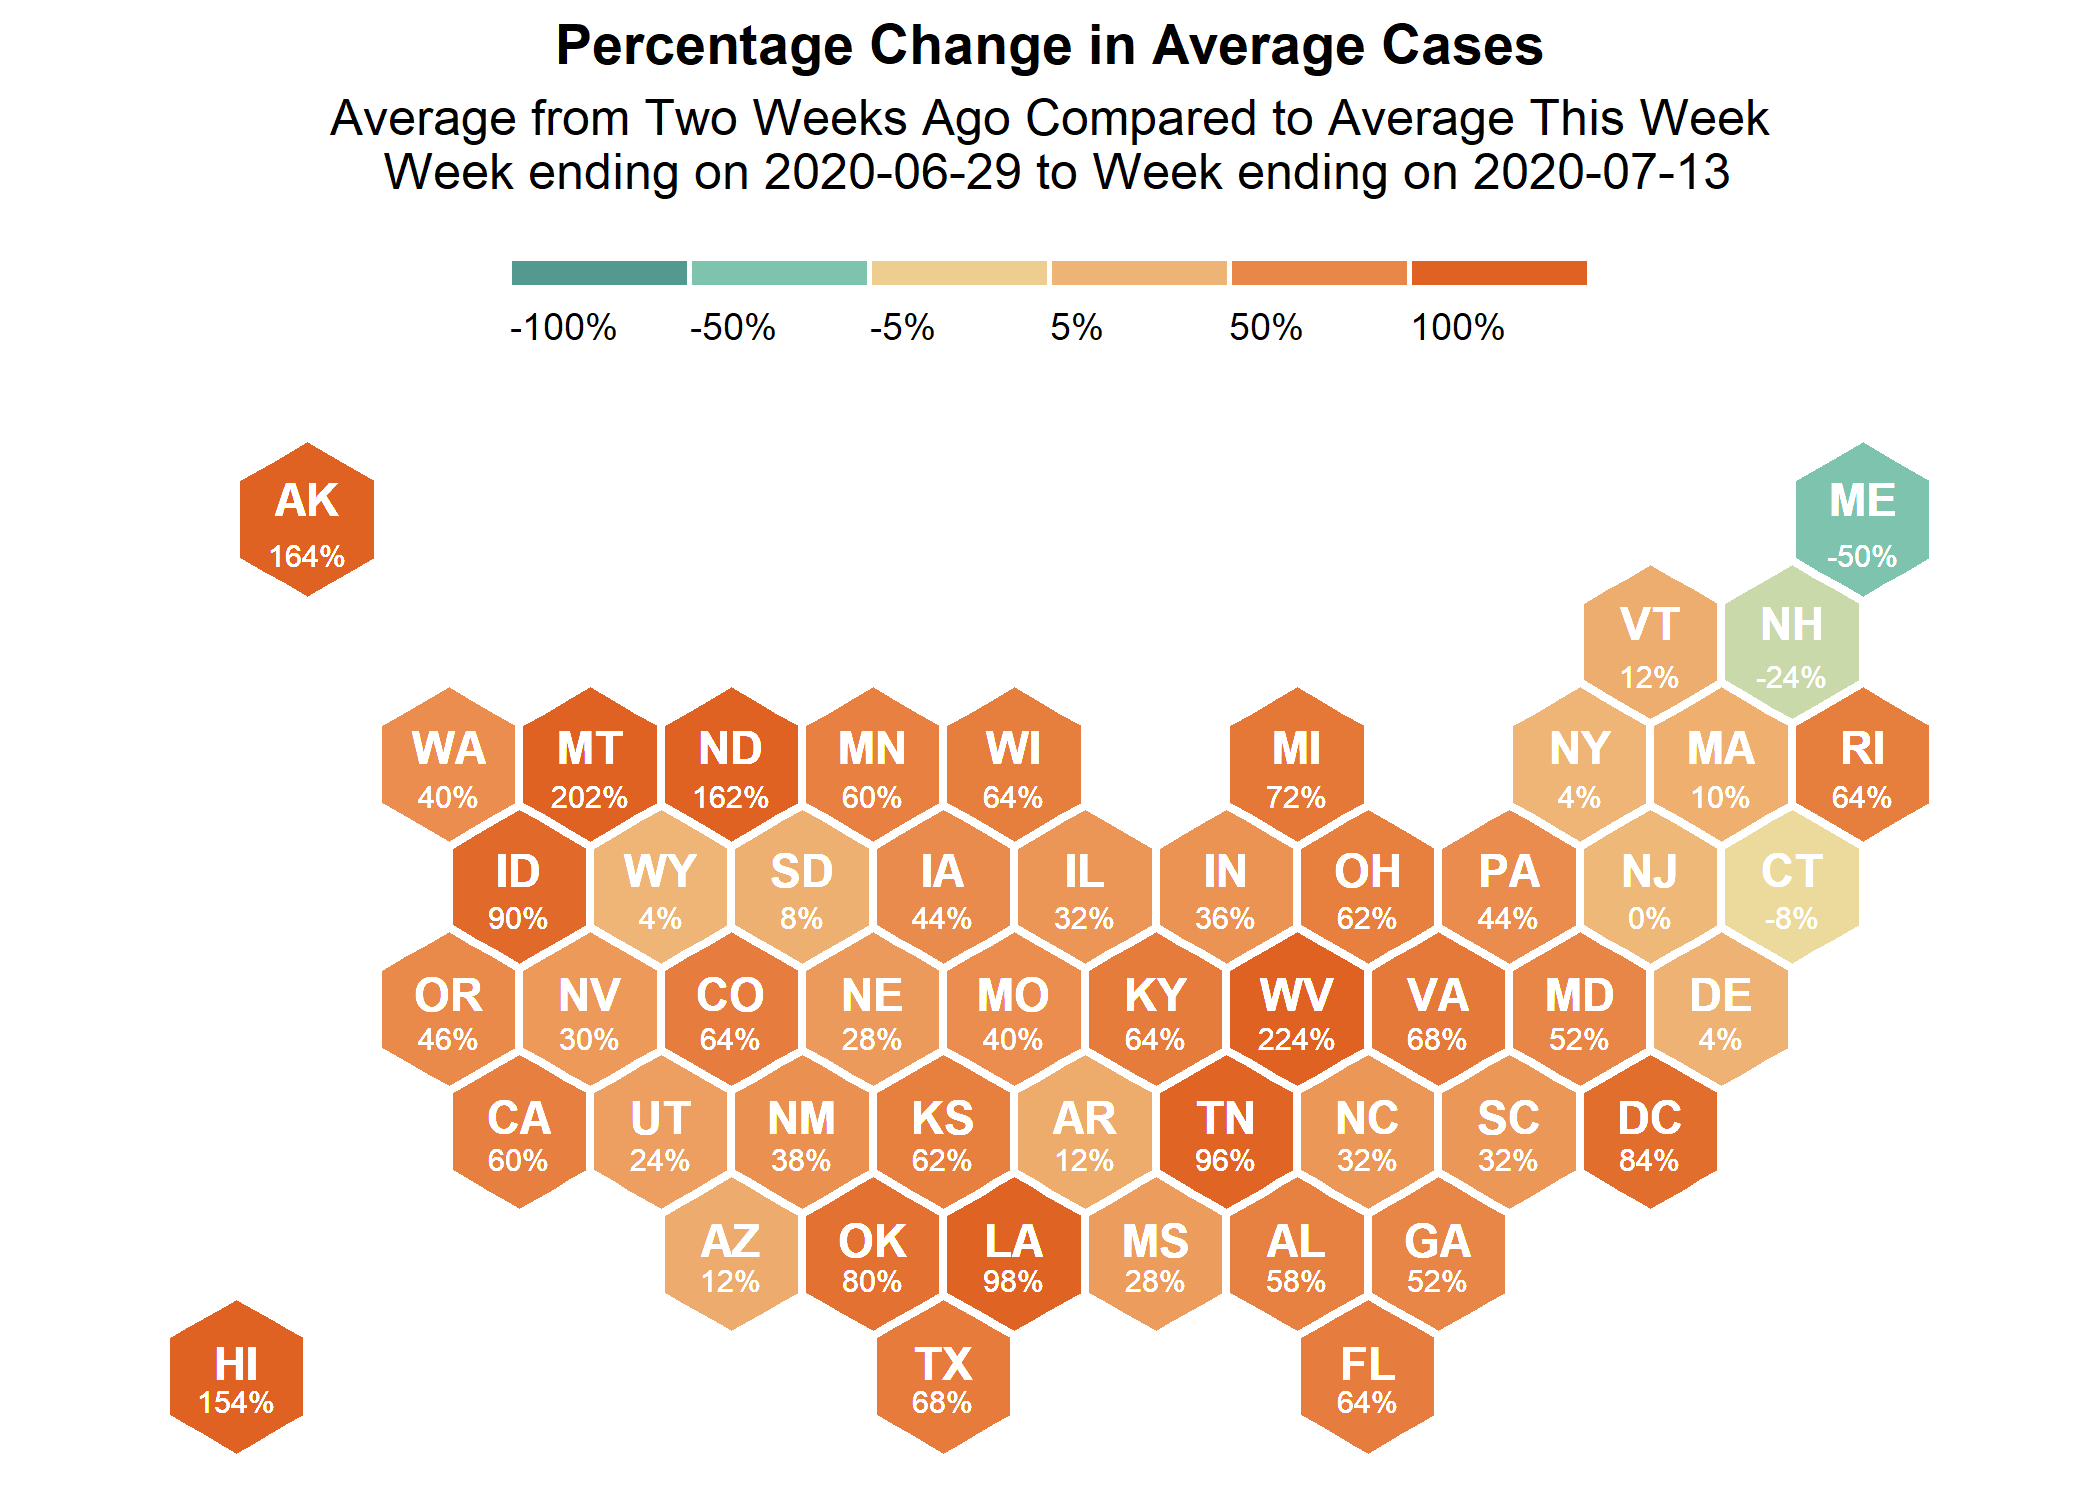 Percentage Change in Average Cases
Average from Two Weeks Ago Compared to Average This Week
Week ending on 2020-06-29 to Week ending on 2020-07-13
-100% -50% -5% 5% 50% 100%
AK ME
164% -50%
VT NH
12% -24%
WA MT ND MN WI MI NY MA RI
40% 202% 162% 60% 64% 72% 4% 10% 64%
ID WY SD IA IL IN OH PA NJ CT
90% 4% 8% 44% 32% 36% 62% 44% 0% -8%
OR NV CO NE MO KY WV VA MD DE
46% 30% 64% 28% 40% 64% 224% 68% 52% 4%
CA UT NM KS AR TN NC SC DC
60% 24% 38% 62% 12% 96% 32% 32% 84%
AZ OK LA MS AL GA
12% 80% 98% 28% 58% 52%
HI TX FL
154% 68% 64%